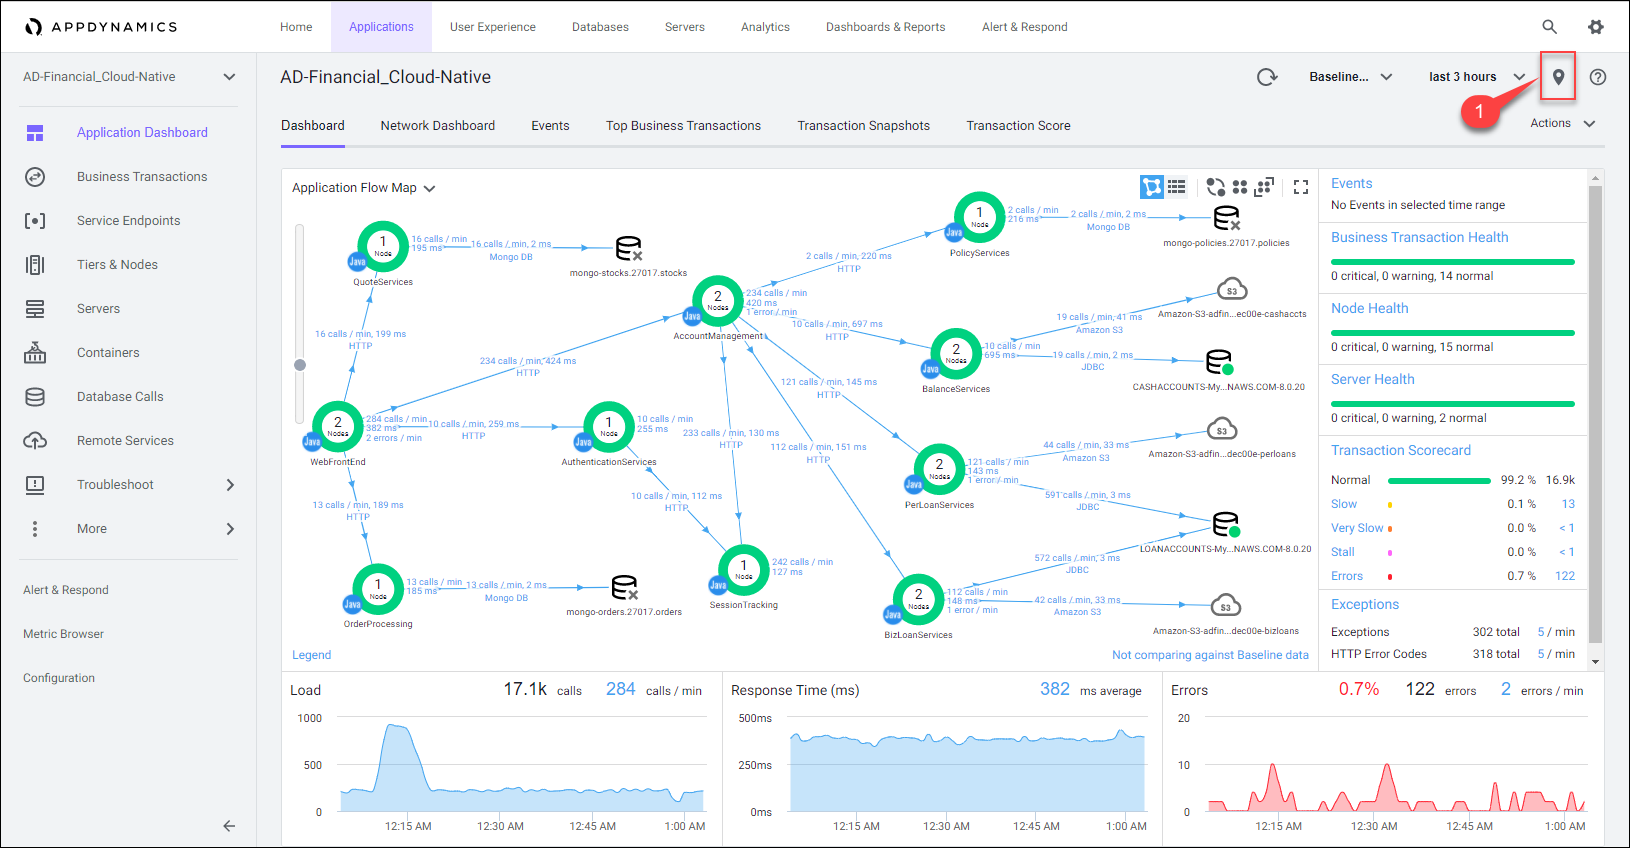 APPDYNAMICS
Home Applications User Experience Databases Servers Analytics Dashboards & Reports Alert & Respond
AD-Financial_Cloud-Native
Application Dashboard
Business Transactions
Service Endpoints
Tiers & Nodes
Servers
Containers
Database Calls
Remote Services
Troubleshoot
More
Alert & Respond
Metric Browser
Configuration
AD-Financial_Cloud-Native
Baseline... last 3 hours
1
Actions
Dashboard Network Dashboard Events Top Business Transactions Transaction Snapshots Transaction Score
Application Flow Map
1
Node
Java
QuoteServices
16 calls / min
195 ms
16 calls /.min, 2 ms
Mongo DB
mongo-stocks.27017.stocks
16 calls / min, 199 ms
HTTP
2
Nodes
Java
WebFrontEnd
284 calls / min
382 ms
2 errors / min
234 calls / min, 424 ms
HTTP
10 calls /.min, 259 ms
HTTP
13 calls / min, 189 ms
HTTP
1
Node
Java
OrderProcessing
13 calls / min
185 ms
13 calls /.min, 2 ms
Mongo DB
mongo-orders.27017.orders
1
Node
Java
AuthenticationServices
10 calls / min
255 ms
10 calls / min, 112 ms
HTTP
2
Nodes
Java
AccountManagement
234 calls / min
420 ms
1 error /.min
2 calls / min, 220 ms
HTTP
10 calls / min, 697 ms
HTTP
121 calls / min, 145 ms
HTTP
233 calls / min, 130 ms
HTTP
112 calls / min, 151 ms
HTTP
1
Node
Java
SessionTracking
242 calls / min
127 ms
1
Node
Java
PolicyServices
2 calls / min
216 ms
2 calls /.min, 2 ms
Mongo DB
mongo-policies.27017.policies
2
Nodes
Java
BalanceServices
10 calls / min
695 ms
19 calls /.min, 41 ms
Amazon S3
S3
Amazon-S3-adfin...ec00e-cashaccts
19 calls /.min, 2 ms
JDBC
CASHACCOUNTS-My...NAWS.COM-8.0.20
2
Nodes
Java
PerLoanServices
121 calls / min
143 ms
1 error / min
44 calls / min, 33 ms
Amazon S3
S3
Amazon-S3-adfin...dec00e-perloans
591 calls / min, 3 ms
JDBC
LOANACCOUNTS-My...NAWS.COM-8.0.20
2
Nodes
Java
BizLoanServices
112 calls / min
148 ms
1 error / min
572 calls /.min, 3 ms
JDBC
42 calls / min, 33 ms
Amazon S3
S3
Amazon-S3-adfin...dec00e-bizloans
Legend
Not comparing against Baseline data
Events
No Events in selected time range
Business Transaction Health
0 critical, 0 warning, 14 normal
Node Health
0 critical, 0 warning, 15 normal
Server Health
0 critical, 0 warning, 2 normal
Transaction Scorecard
Normal 99.2 % 16.9k
Slow 0.1 % 13
Very Slow 0.0 % < 1
Stall 0.0 % < 1
Errors 0.7 % 122
Exceptions
Exceptions 302 total 5 / min
HTTP Error Codes 318 total 5 / min
Load 17.1k calls 284 calls / min
1000
500
0
12:15 AM 12:30 AM 12:45 AM 1:00 AM
Response Time (ms) 382 ms average
500ms
250ms
0ms
12:15 AM 12:30 AM 12:45 AM 1:00 AM
Errors 0.7% 122 errors 2 errors / min
20
10
0
12:15 AM 12:30 AM 12:45 AM 1:00 AM